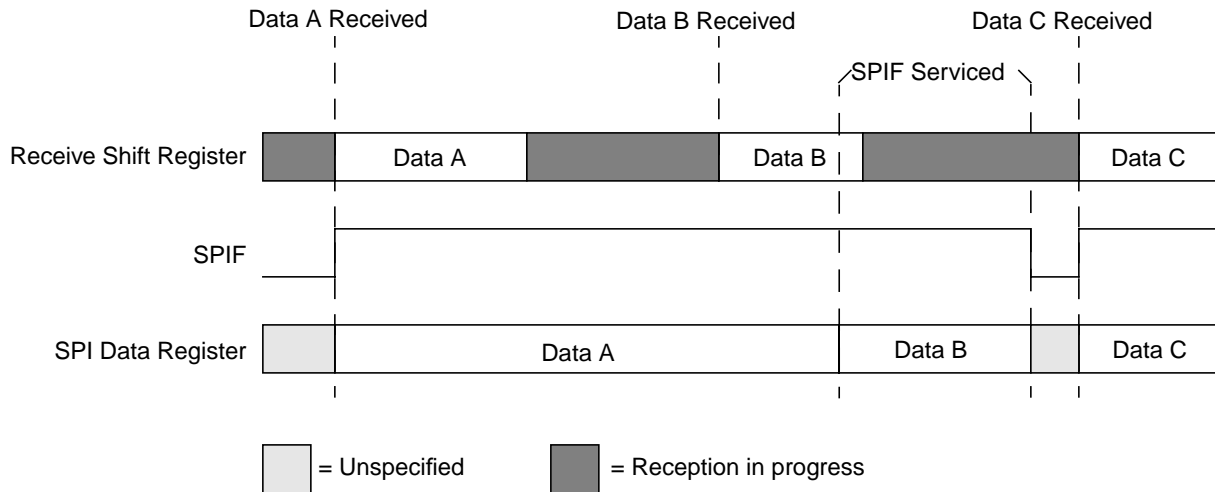 Data A Received
Data B Received
Data C Received
SPIF Serviced
Receive Shift Register
Data A
Data B
Data C
SPIF
SPI Data Register
Data A
Data B
Data C
= Unspecified
= Reception in progress